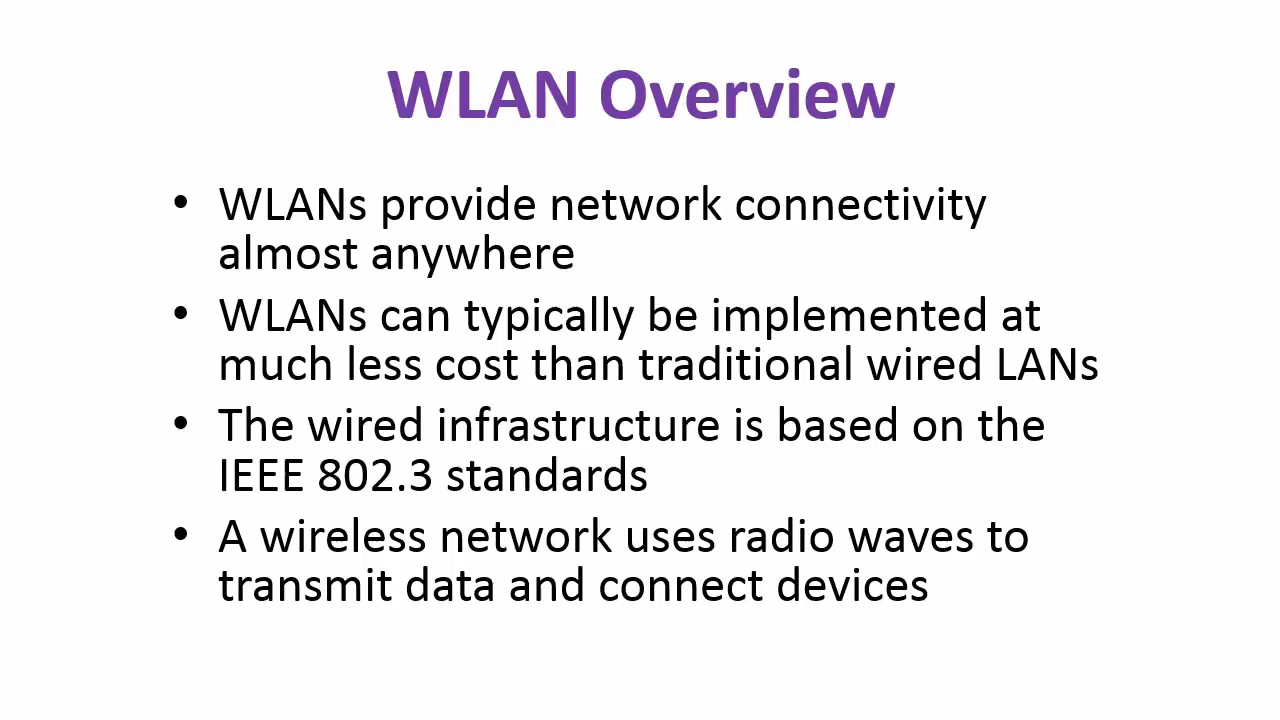 WLAN Overview
• WLANs provide network connectivity
almost anywhere
• WLANs can typically be implemented at
much less cost than traditional wired LANs
• The wired infrastructure is based on the
IEEE 802.3 standards
• A wireless network uses radio waves to
transmit data and connect devices